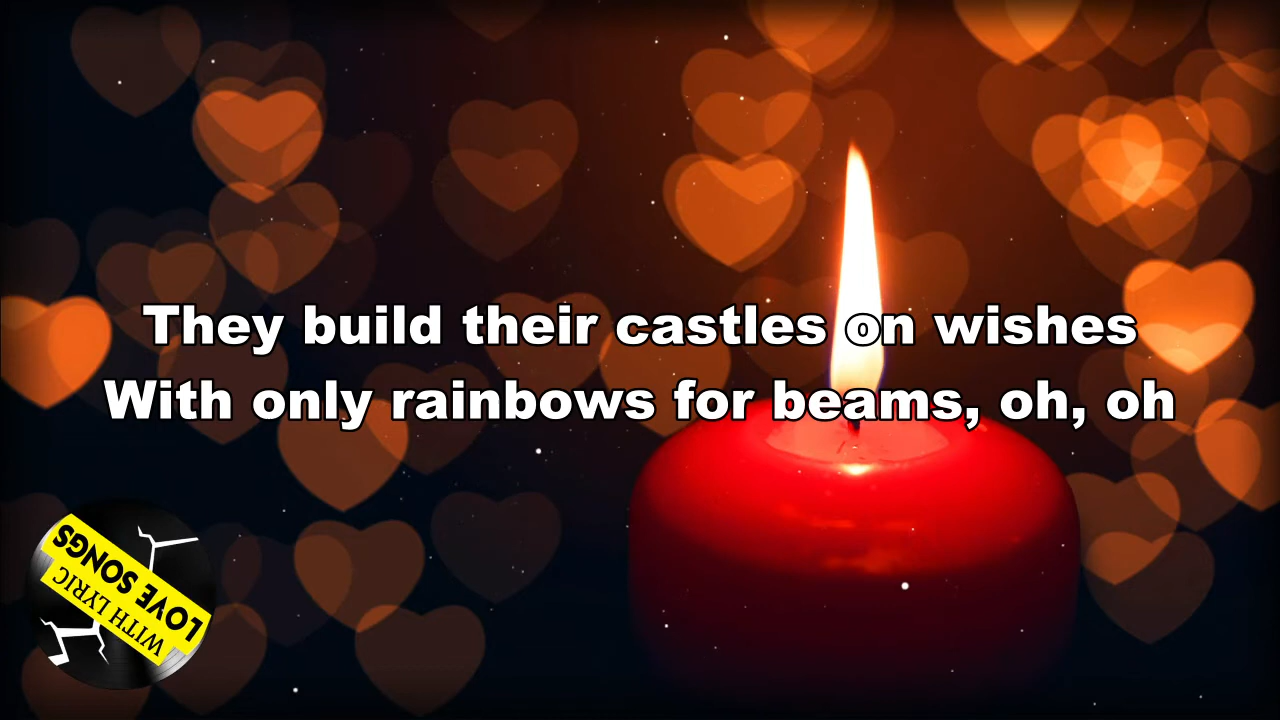 They build their castles on wishes
With only rainbows for beams, oh, oh
LOVE SONGS
WITH LYRIC